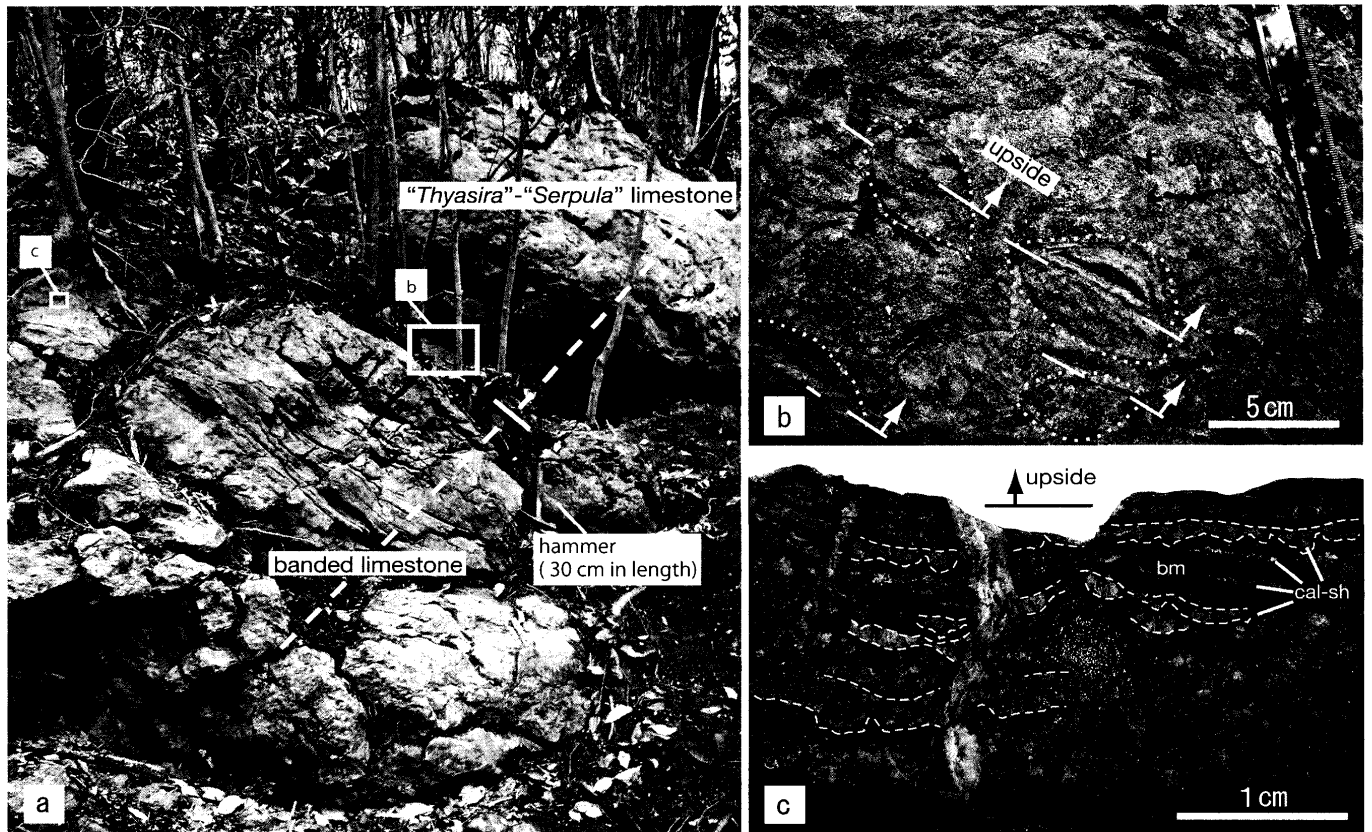 "Thyasira"-"Serpula" limestone
c
b
banded limestone
hammer
( 30 cm in length)
a
upside
b
5 cm
upside
bm
cal-sh
c
1 cm